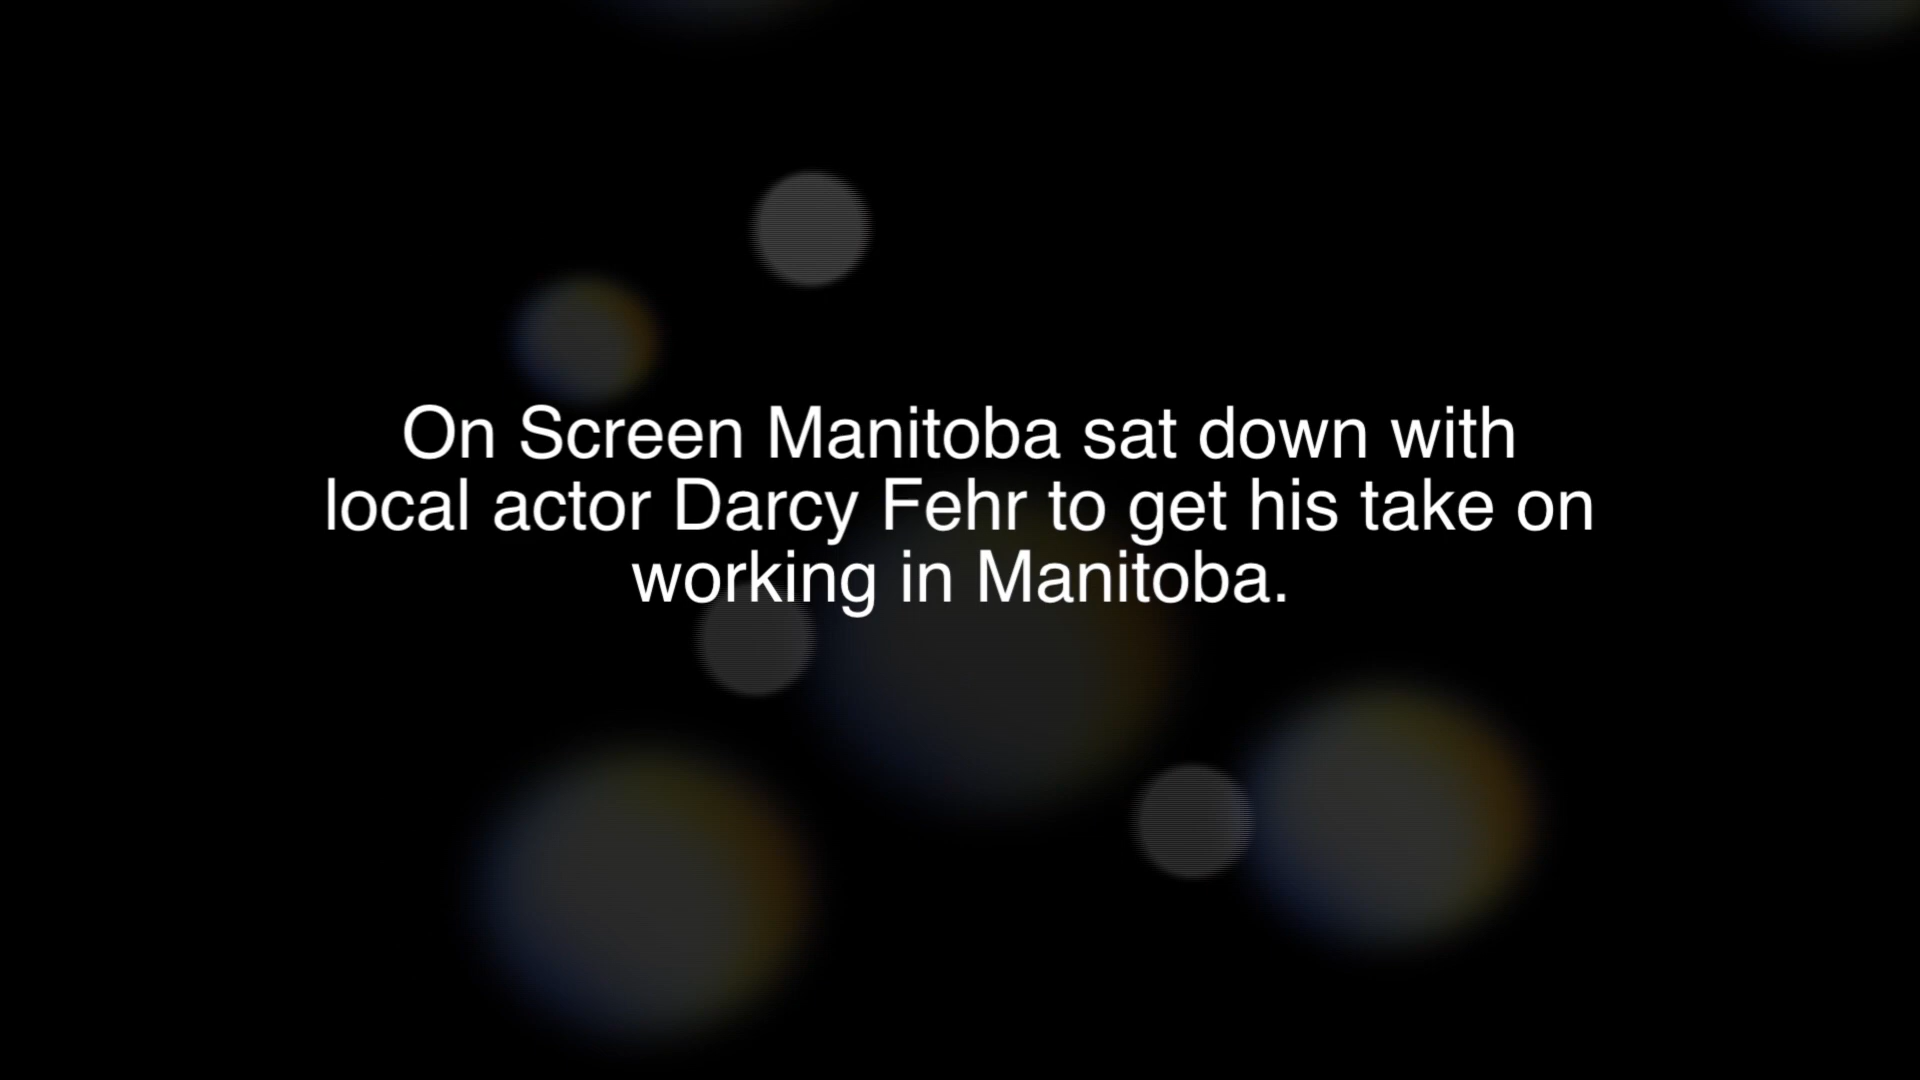 On Screen Manitoba sat down with
local actor Darcy Fehr to get his take on
working in Manitoba.